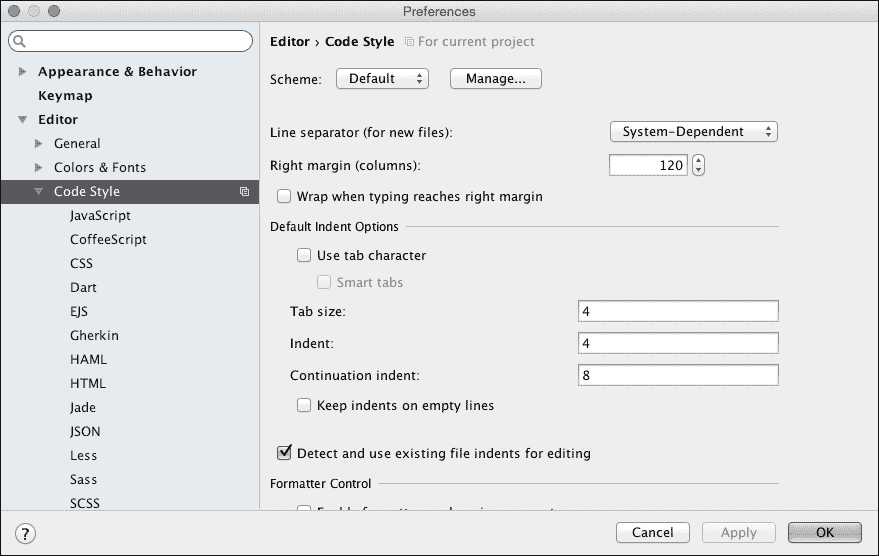 Preferences
Appearance & Behavior
Keymap
Editor
General
Colors & Fonts
Code Style
JavaScript
CoffeeScript
CSS
Dart
EJS
Gherkin
HAML
HTML
Jade
JSON
Less
Sass
SCSS
Editor › Code Style For current project
Scheme: Default Manage...
Line separator (for new files): System-Dependent
Right margin (columns): 120
Wrap when typing reaches right margin
Default Indent Options
Use tab character
Smart tabs
Tab size: 4
Indent: 4
Continuation indent: 8
Keep indents on empty lines
Detect and use existing file indents for editing
Formatter Control
? Cancel Apply OK